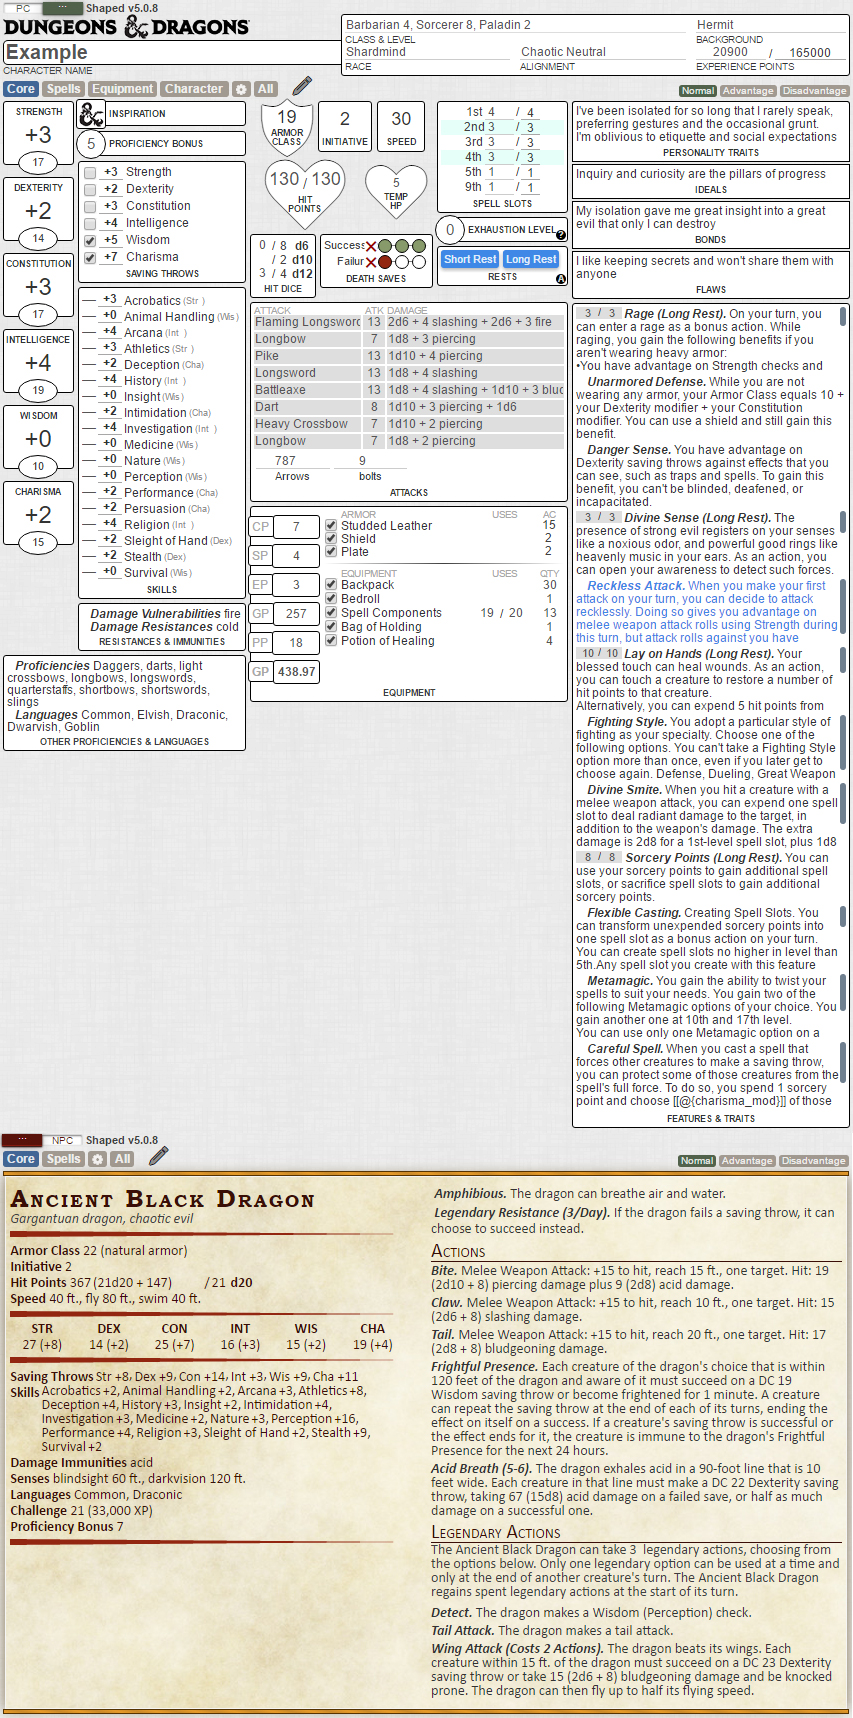 PC ... Shaped v5.0.8
DUNGEONS & DRAGONS
Example
CHARACTER NAME
Barbarian 4, Sorcerer 8, Paladin 2 Hermit
CLASS & LEVEL BACKGROUND
Shardmind Chaotic Neutral 20900 / 165000
RACE ALIGNMENT EXPERIENCE POINTS
Core Spells Equipment Character All
Normal Advantage Disadvantage
STRENGTH
+3
17
DEXTERITY
+2
14
CONSTITUTION
+3
17
INTELLIGENCE
+4
19
WISDOM
+0
10
CHARISMA
+2
15
INSPIRATION
5 PROFICIENCY BONUS
+3 Strength
+2 Dexterity
+3 Constitution
+4 Intelligence
+5 Wisdom
+7 Charisma
SAVING THROWS
+3 Acrobatics (Str )
+0 Animal Handling (Wis)
+4 Arcana (Int )
+3 Athletics (Str )
+2 Deception (Cha)
+4 History (Int )
+0 Insight (Wis)
+2 Intimidation (Cha)
+4 Investigation (Int )
+0 Medicine (Wis)
+0 Nature (Wis)
+0 Perception (Wis)
+2 Performance (Cha)
+2 Persuasion (Cha)
+4 Religion (Int )
+2 Sleight of Hand (Dex)
+2 Stealth (Dex)
+0 Survival (Wis)
SKILLS
Damage Vulnerabilities fire
Damage Resistances cold
RESISTANCES & IMMUNITIES
Proficiencies Daggers, darts, light
crossbows, longbows, longswords,
quarterstaffs, shortbows, shortswords,
slings
Languages Common, Elvish, Draconic,
Dwarvish, Goblin
OTHER PROFICIENCIES & LANGUAGES
19
ARMOR
CLASS
2
INITIATIVE
30
SPEED
130 / 130
HIT
POINTS
5
TEMP
HP
0 / 8 d6
/ 2 d10
3 / 4 d12
HIT DICE
Success
Failur
DEATH SAVES
1st 4 / 4
2nd 3 / 3
3rd 3 / 3
4th 3 / 3
5th 1 / 1
9th 1 / 1
SPELL SLOTS
0 EXHAUSTION LEVEL ?
Short Rest Long Rest
RESTS A
ATTACK ATK DAMAGE
Flaming Longsword 13 2d6 + 4 slashing + 2d6 + 3 fire
Longbow 7 1d8 + 3 piercing
Pike 13 1d10 + 4 piercing
Longsword 13 1d8 + 4 slashing
Battleaxe 13 1d8 + 4 slashing + 1d10 + 3 bluc
Dart 8 1d10 + 3 piercing + 1d6
Heavy Crossbow 7 1d10 + 2 piercing
Longbow 7 1d8 + 2 piercing
787 9
Arrows bolts
ATTACKS
CP 7
SP 4
EP 3
GP 257
PP 18
GP 438.97
ARMOR USES AC
Studded Leather 15
Shield 2
Plate 2
EQUIPMENT USES QTY
Backpack 30
Bedroll 1
Spell Components 19 / 20 13
Bag of Holding 1
Potion of Healing 4
EQUIPMENT
I've been isolated for so long that I rarely speak,
preferring gestures and the occasional grunt.
I'm oblivious to etiquette and social expectations
PERSONALITY TRAITS
Inquiry and curiosity are the pillars of progress
IDEALS
My isolation gave me great insight into a great
evil that only I can destroy
BONDS
I like keeping secrets and won't share them with
anyone
FLAWS
3 / 3 Rage (Long Rest). On your turn, you
can enter a rage as a bonus action. While
raging, you gain the following benefits if you
aren't wearing heavy armor:
•You have advantage on Strength checks and
Unarmored Defense. While you are not
wearing any armor, your Armor Class equals 10 +
your Dexterity modifier + your Constitution
modifier. You can use a shield and still gain this
benefit.
Danger Sense. You have advantage on
Dexterity saving throws against effects that you
can see, such as traps and spells. To gain this
benefit, you can't be blinded, deafened, or
incapacitated.
3 / 3 Divine Sense (Long Rest). The
presence of strong evil registers on your senses
like a noxious odor, and powerful good rings like
heavenly music in your ears. As an action, you
can open your awareness to detect such forces.
Reckless Attack. When you make your first
attack on your turn, you can decide to attack
recklessly. Doing so gives you advantage on
melee weapon attack rolls using Strength during
this turn, but attack rolls against you have
10 / 10 Lay on Hands (Long Rest). Your
blessed touch can heal wounds. As an action,
you can touch a creature to restore a number of
hit points to that creature.
Alternatively, you can expend 5 hit points from
Fighting Style. You adopt a particular style of
fighting as your specialty. Choose one of the
following options. You can't take a Fighting Style
option more than once, even if you later get to
choose again. Defense, Dueling, Great Weapon
Divine Smite. When you hit a creature with a
melee weapon attack, you can expend one spell
slot to deal radiant damage to the target, in
addition to the weapon's damage. The extra
damage is 2d8 for a 1st-level spell slot, plus 1d8
8 / 8 Sorcery Points (Long Rest). You can
use your sorcery points to gain additional spell
slots, or sacrifice spell slots to gain additional
sorcery points.
Flexible Casting. Creating Spell Slots. You
can transform unexpended sorcery points into
one spell slot as a bonus action on your turn.
You can create spell slots no higher in level than
5th.Any spell slot you create with this feature
Metamagic. You gain the ability to twist your
spells to suit your needs. You gain two of the
following Metamagic options of your choice. You
gain another one at 10th and 17th level.
You can use only one Metamagic option on a
Careful Spell. When you cast a spell that
forces other creatures to make a saving throw,
you can protect some of those creatures from the
spell's full force. To do so, you spend 1 sorcery
point and choose [[@{charisma_mod}]] of those
FEATURES & TRAITS
... NPC Shaped v5.0.8
Core Spells All
Normal Advantage Disadvantage
ANCIENT BLACK DRAGON
Gargantuan dragon, chaotic evil
Armor Class 22 (natural armor)
Initiative 2
Hit Points 367 (21d20 + 147) / 21 d20
Speed 40 ft., fly 80 ft., swim 40 ft.
STR DEX CON INT WIS CHA
27 (+8) 14 (+2) 25 (+7) 16 (+3) 15 (+2) 19 (+4)
Saving Throws Str +8, Dex +9, Con +14, Int +3, Wis +9, Cha +11
Skills Acrobatics +2, Animal Handling +2, Arcana +3, Athletics +8,
Deception +4, History +3, Insight +2, Intimidation +4,
Investigation +3, Medicine +2, Nature +3, Perception +16,
Performance +4, Religion +3, Sleight of Hand +2, Stealth +9,
Survival +2
Damage Immunities acid
Senses blindsight 60 ft., darkvision 120 ft.
Languages Common, Draconic
Challenge 21 (33,000 XP)
Proficiency Bonus 7
Amphibious. The dragon can breathe air and water.
Legendary Resistance (3/Day). If the dragon fails a saving throw, it can
choose to succeed instead.
ACTIONS
Bite. Melee Weapon Attack: +15 to hit, reach 15 ft., one target. Hit: 19
(2d10 + 8) piercing damage plus 9 (2d8) acid damage.
Claw. Melee Weapon Attack: +15 to hit, reach 10 ft., one target. Hit: 15
(2d6 + 8) slashing damage.
Tail. Melee Weapon Attack: +15 to hit, reach 20 ft., one target. Hit: 17
(2d8 + 8) bludgeoning damage.
Frightful Presence. Each creature of the dragon's choice that is within
120 feet of the dragon and aware of it must succeed on a DC 19
Wisdom saving throw or become frightened for 1 minute. A creature
can repeat the saving throw at the end of each of its turns, ending the
effect on itself on a success. If a creature's saving throw is successful or
the effect ends for it, the creature is immune to the dragon's Frightful
Presence for the next 24 hours.
Acid Breath (5-6). The dragon exhales acid in a 90-foot line that is 10
feet wide. Each creature in that line must make a DC 22 Dexterity saving
throw, taking 67 (15d8) acid damage on a failed save, or half as much
damage on a successful one.
LEGENDARY ACTIONS
The Ancient Black Dragon can take 3 legendary actions, choosing from
the options below. Only one legendary option can be used at a time and
only at the end of another creature's turn. The Ancient Black Dragon
regains spent legendary actions at the start of its turn.
Detect. The dragon makes a Wisdom (Perception) check.
Tail Attack. The dragon makes a tail attack.
Wing Attack (Costs 2 Actions). The dragon beats its wings. Each
creature within 15 ft. of the dragon must succeed on a DC 23 Dexterity
saving throw or take 15 (2d6 + 8) bludgeoning damage and be knocked
prone. The dragon can then fly up to half its flying speed.